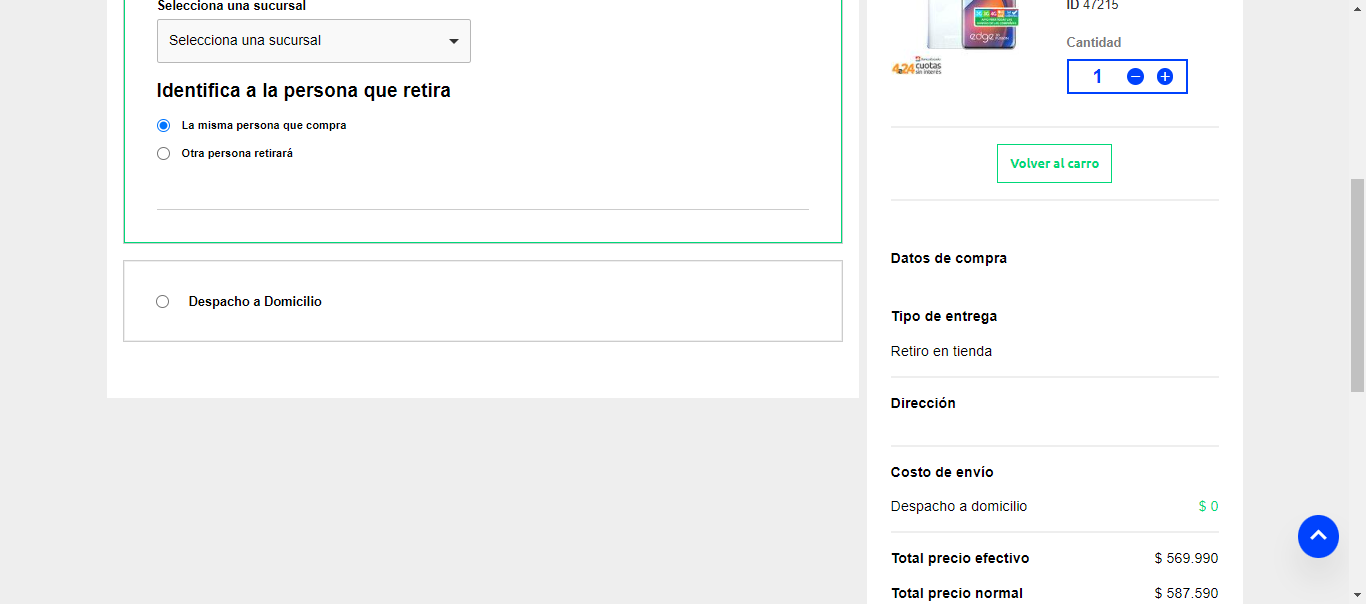 Selecciona una sucursal
Selecciona una sucursal
Identifica a la persona que retira
La misma persona que compra
Otra persona retirará
Despacho a Domicilio
edge
4a24 cuotas
sin interés
ID 47215
Cantidad
1
Volver al carro
Datos de compra
Tipo de entrega
Retiro en tienda
Dirección
Costo de envío
Despacho a domicilio $ 0
Total precio efectivo $ 569.990
Total precio normal $ 587.590